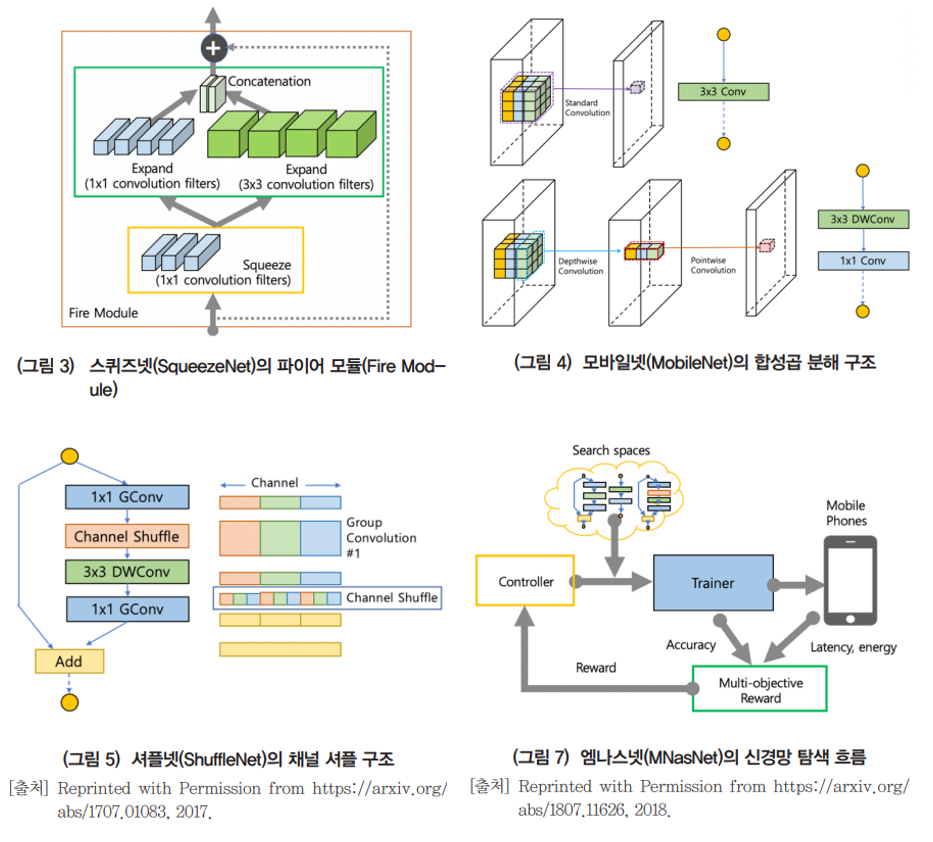 Concatenation
Expand
(1x1 convolution filters)
Expand
(3x3 convolution filters)
Squeeze
(1x1 convolution filters)
Fire Module
(그림 3) 스퀴즈넷(SqueezeNet)의 파이어 모듈(Fire Mod-
ule)
Standard
Convolution
3x3 Conv
Depthwise
Convolution
Pointwise
Convolution
3x3 DWConv
1x1 Conv
(그림 4) 모바일넷(MobileNet)의 합성곱 분해 구조
1x1 GConv
Channel Shuffle
3x3 DWConv
1x1 GConv
Add
Channel
Group
Convolution
#1
Channel Shuffle
(그림 5) 셔플넷(ShuffleNet)의 채널 셔플 구조
[출처] Reprinted with Permission from https://arxiv.org/
abs/1707.01083, 2017.
Search spaces
Controller
Trainer
Mobile
Phones
Accuracy
Latency, energy
Reward
Multi-objective
Reward
(그림 7) 엠나스넷(MNasNet)의 신경망 탐색 흐름
[출처] Reprinted with Permission from https://arxiv.org/
abs/1807.11626, 2018.